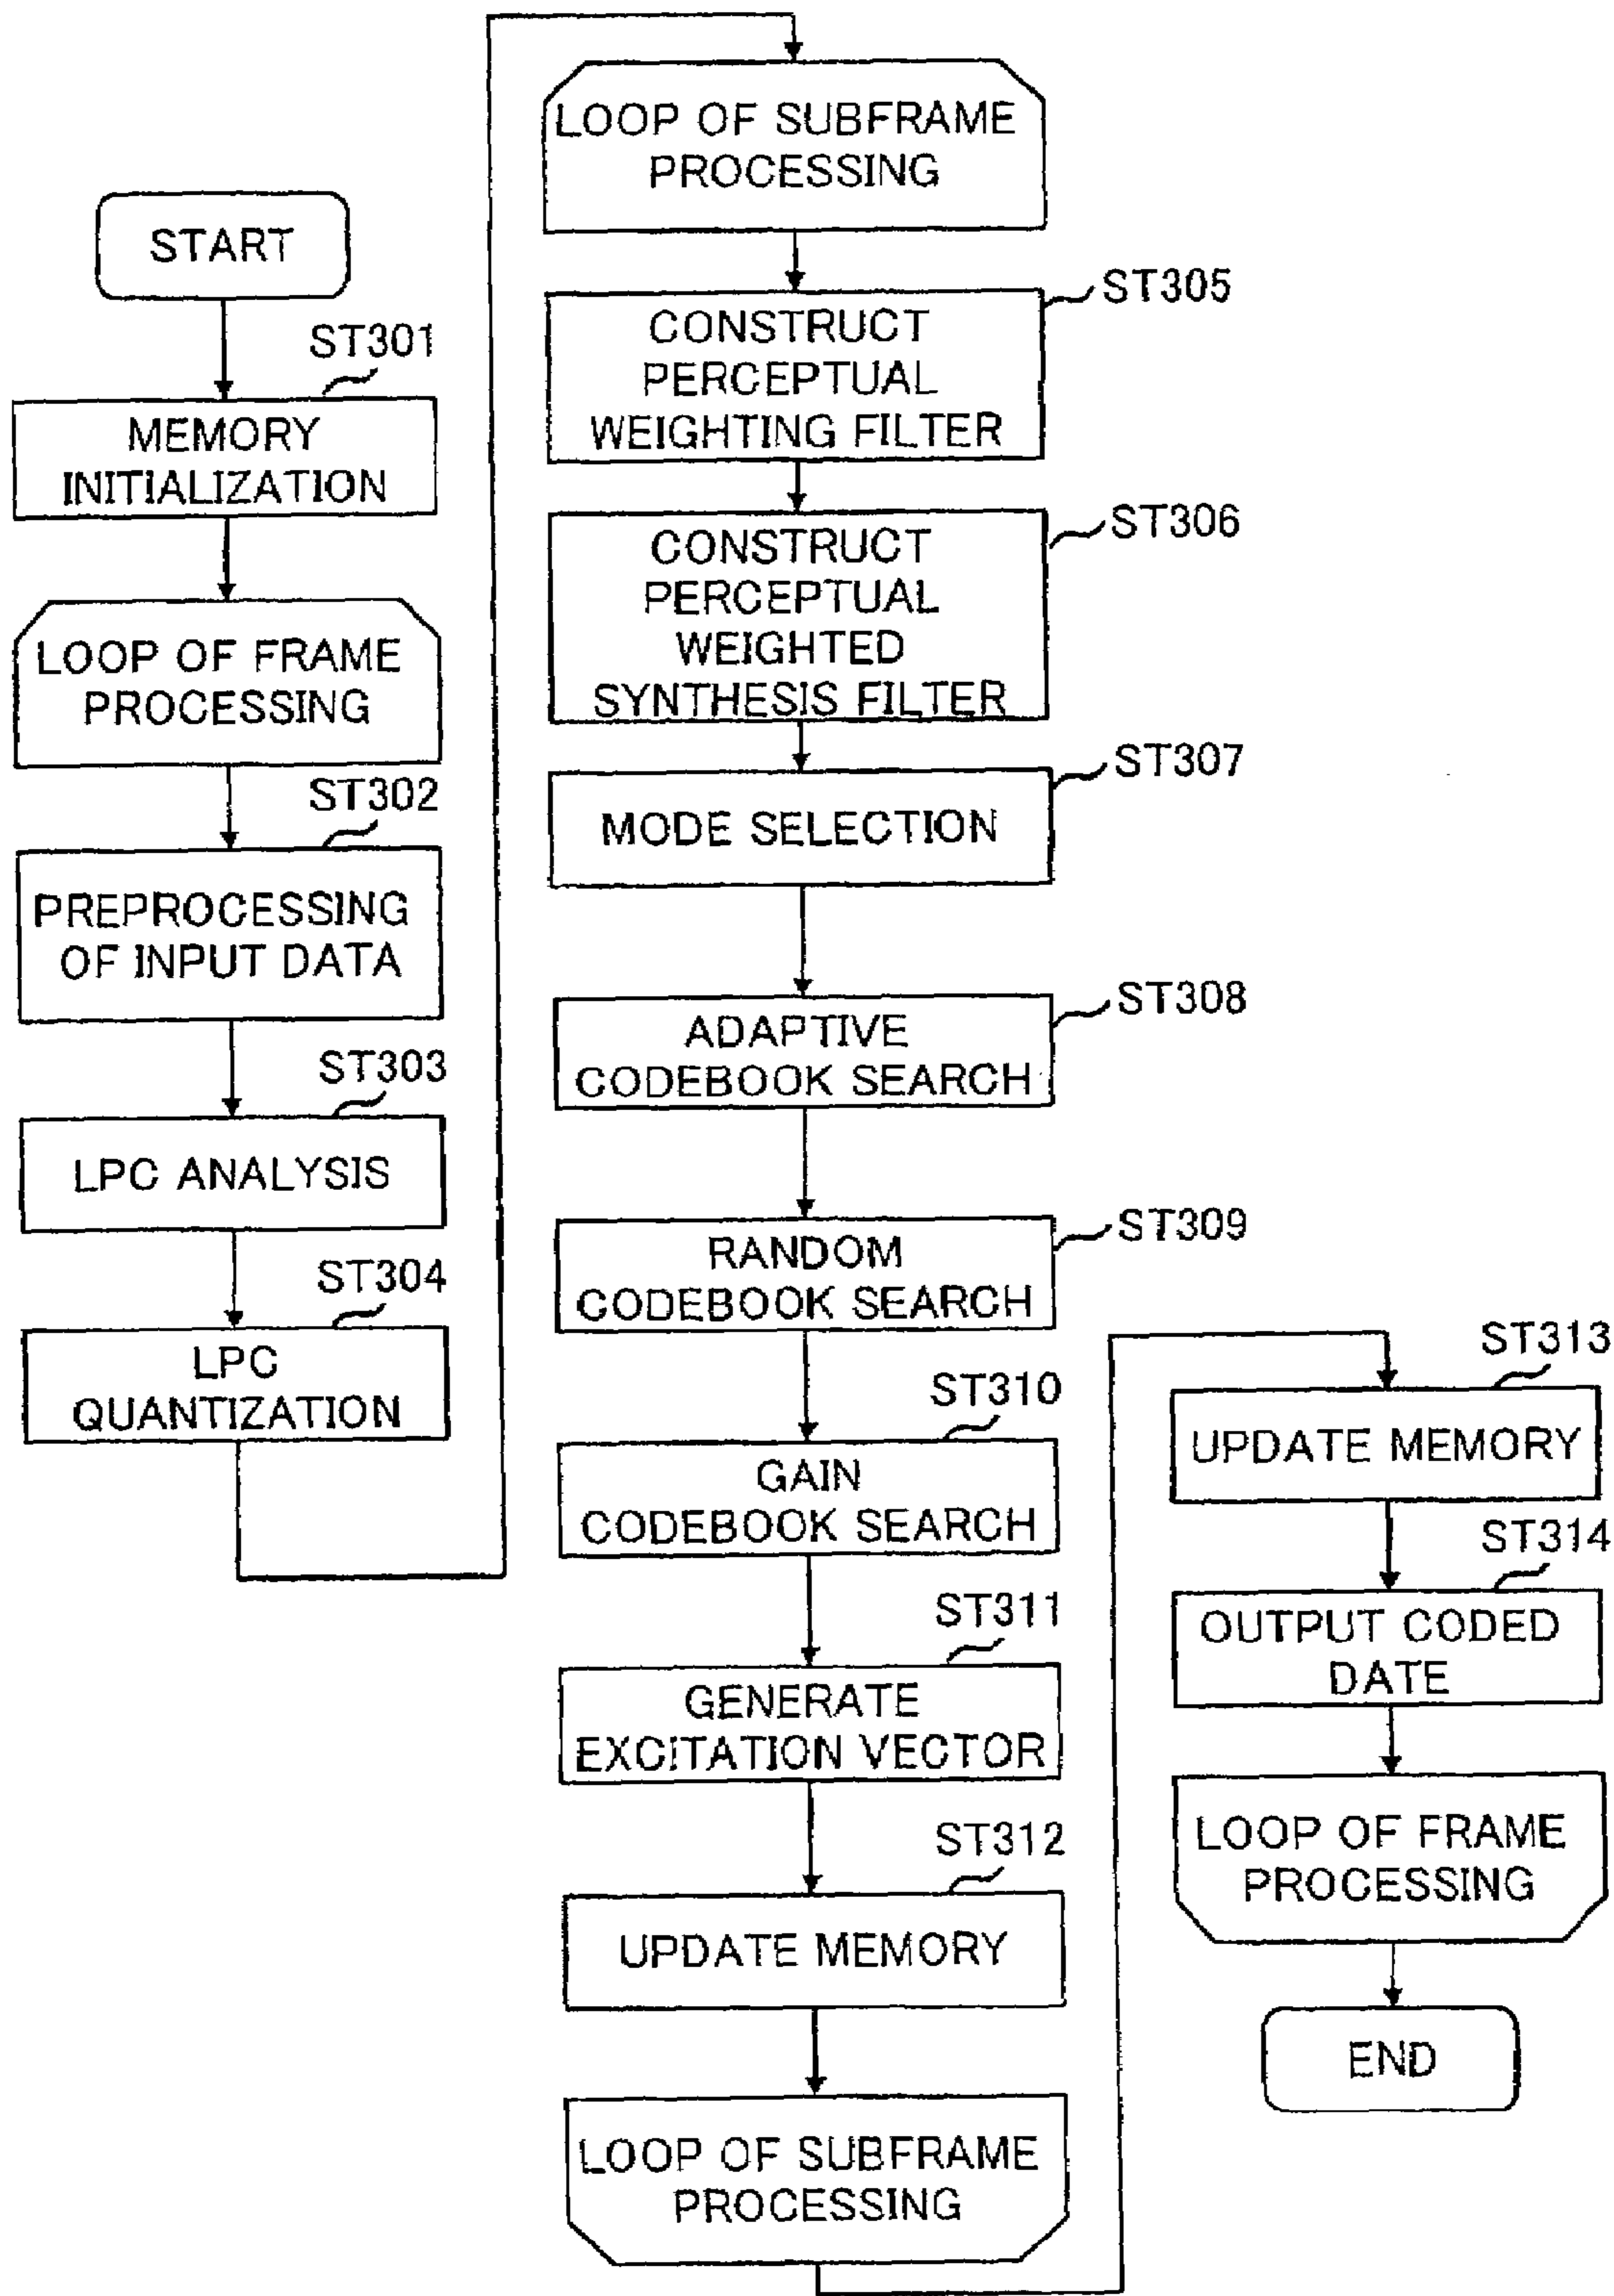 START
ST301
MEMORY
INITIALIZATION
LOOP OF FRAME
PROCESSING
ST302
PREPROCESSING
OF INPUT DATA
ST303
LPC ANALYSIS
ST304
LPC
QUANTIZATION
LOOP OF SUBFRAME
PROCESSING
ST305
CONSTRUCT
PERCEPTUAL
WEIGHTING FILTER
ST306
CONSTRUCT
PERCEPTUAL
WEIGHTED
SYNTHESIS FILTER
ST307
MODE SELECTION
ST308
ADAPTIVE
CODEBOOK SEARCH
ST309
RANDOM
CODEBOOK SEARCH
ST310
GAIN
CODEBOOK SEARCH
ST311
GENERATE
EXCITATION VECTOR
ST312
UPDATE MEMORY
LOOP OF SUBFRAME
PROCESSING
ST313
UPDATE MEMORY
ST314
OUTPUT CODED
DATE
LOOP OF FRAME
PROCESSING
END